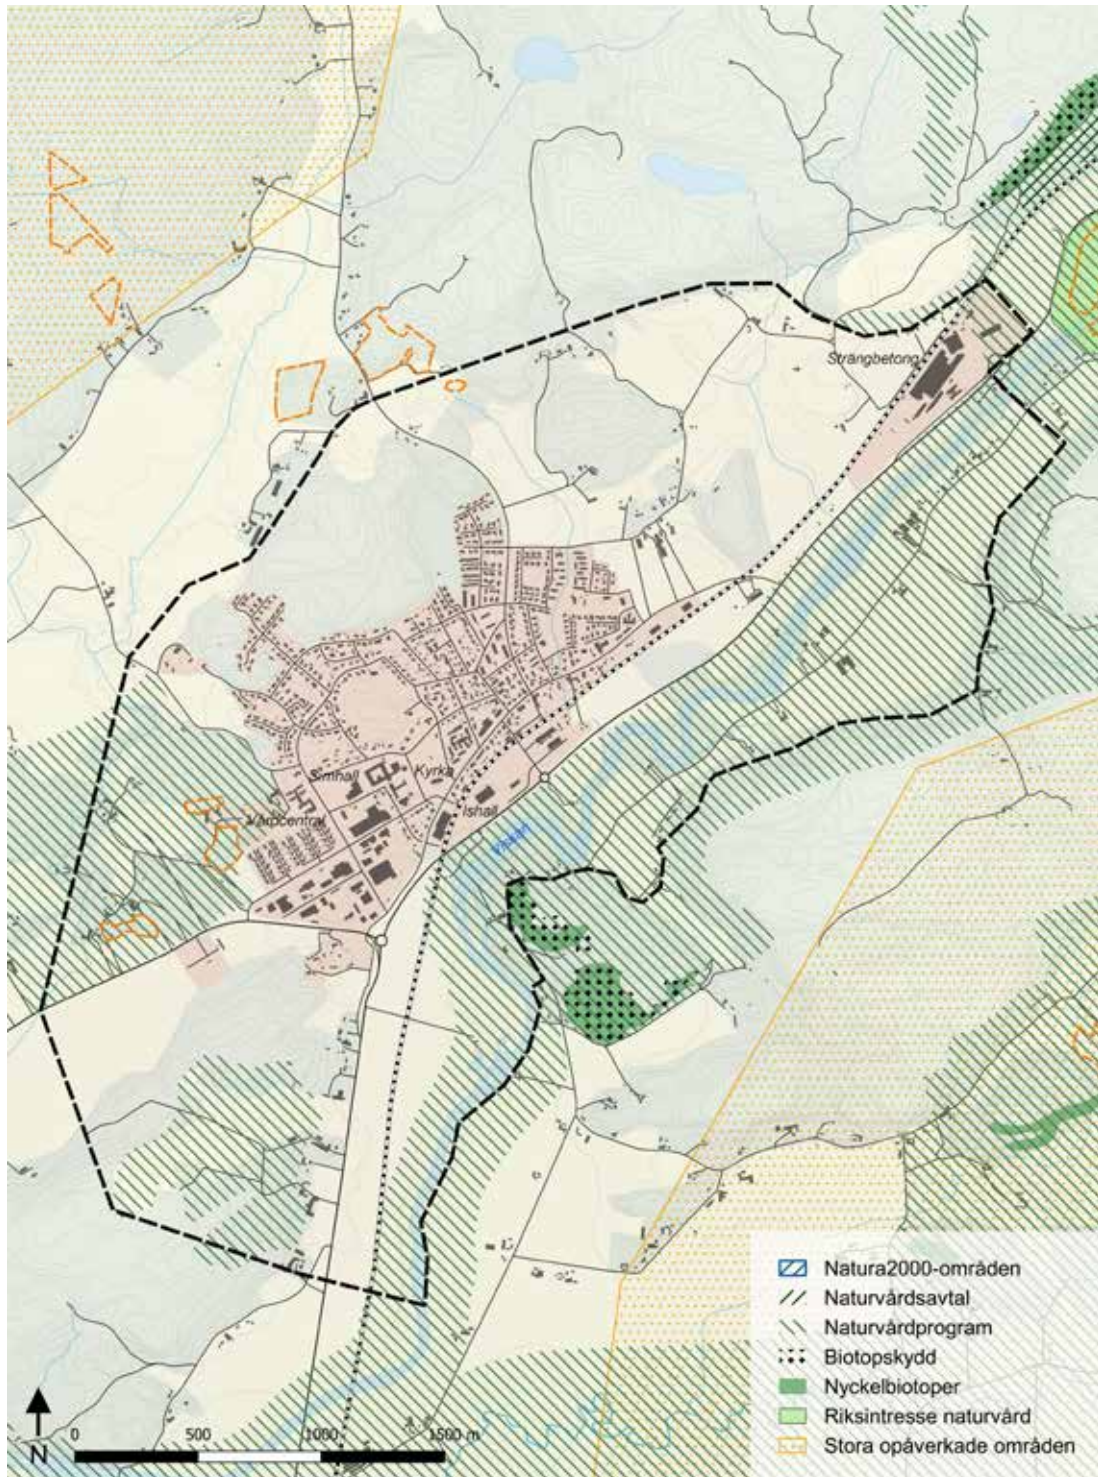 Strängbetong
Simhall
Kyrka
Vårdcentral
Ishall
Viskan
Natura2000-områden
Naturvårdsavtal
Naturvårdprogram
Biotopskydd
Nyckelbiotoper
Riksintresse naturvård
Stora opåverkade områden
N
0 500 1000 1500 m